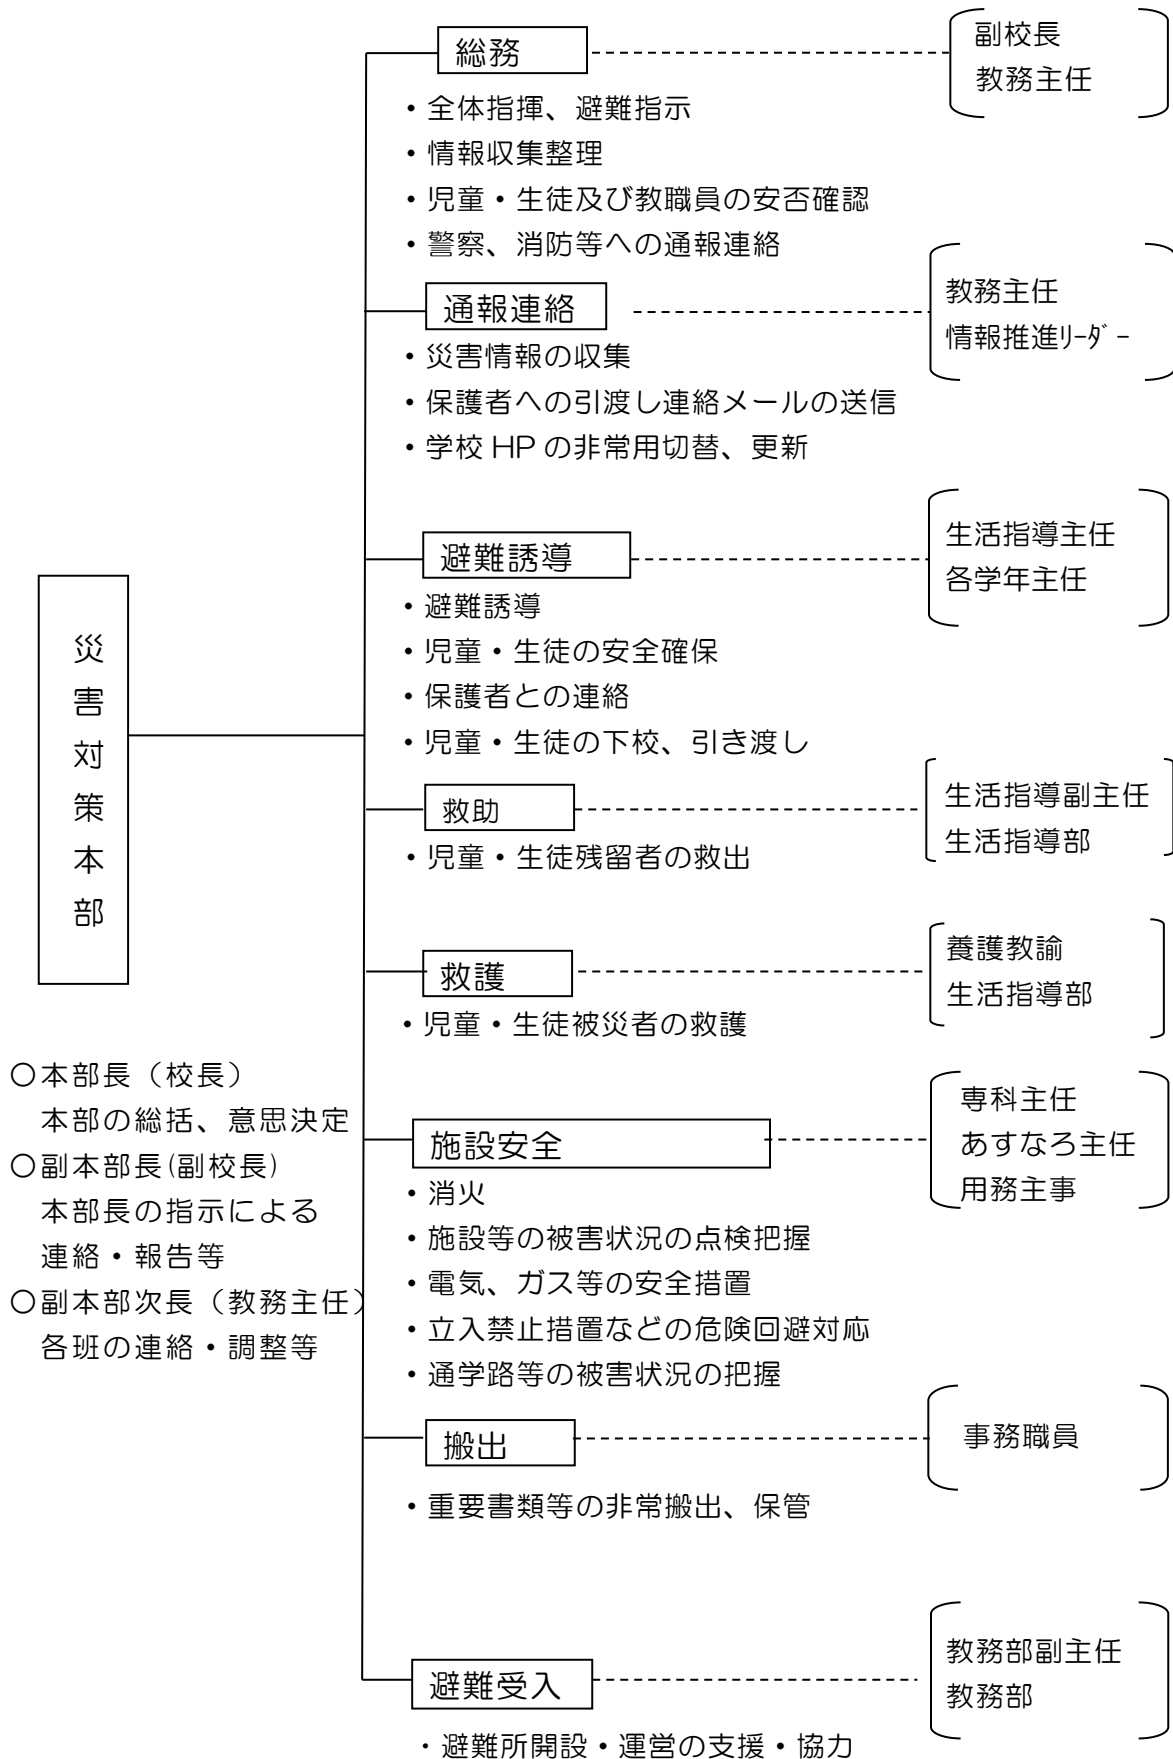 総務
副校長
教務主任
・全体指揮、避難指示
・情報収集整理
・児童・生徒及び教職員の安否確認
・警察、消防等への通報連絡
通報連絡
教務主任
情報推進ﾘｰﾀﾞｰ
・災害情報の収集
・保護者への引渡し連絡メールの送信
・学校 HP の非常用切替、更新
避難誘導
生活指導主任
各学年主任
・避難誘導
・児童・生徒の安全確保
・保護者との連絡
・児童・生徒の下校、引き渡し
災害対策本部
救助
生活指導副主任
生活指導部
・児童・生徒残留者の救出
救護
養護教諭
生活指導部
・児童・生徒被災者の救護
〇本部長（校長）
本部の総括、意思決定
〇副本部長(副校長)
本部長の指示による
連絡・報告等
〇副本部次長（教務主任）
各班の連絡・調整等
施設安全
専科主任
あすなろ主任
用務主事
・消火
・施設等の被害状況の点検把握
・電気、ガス等の安全措置
・立入禁止措置などの危険回避対応
・通学路等の被害状況の把握
搬出
事務職員
・重要書類等の非常搬出、保管
避難受入
教務部副主任
教務部
・避難所開設・運営の支援・協力